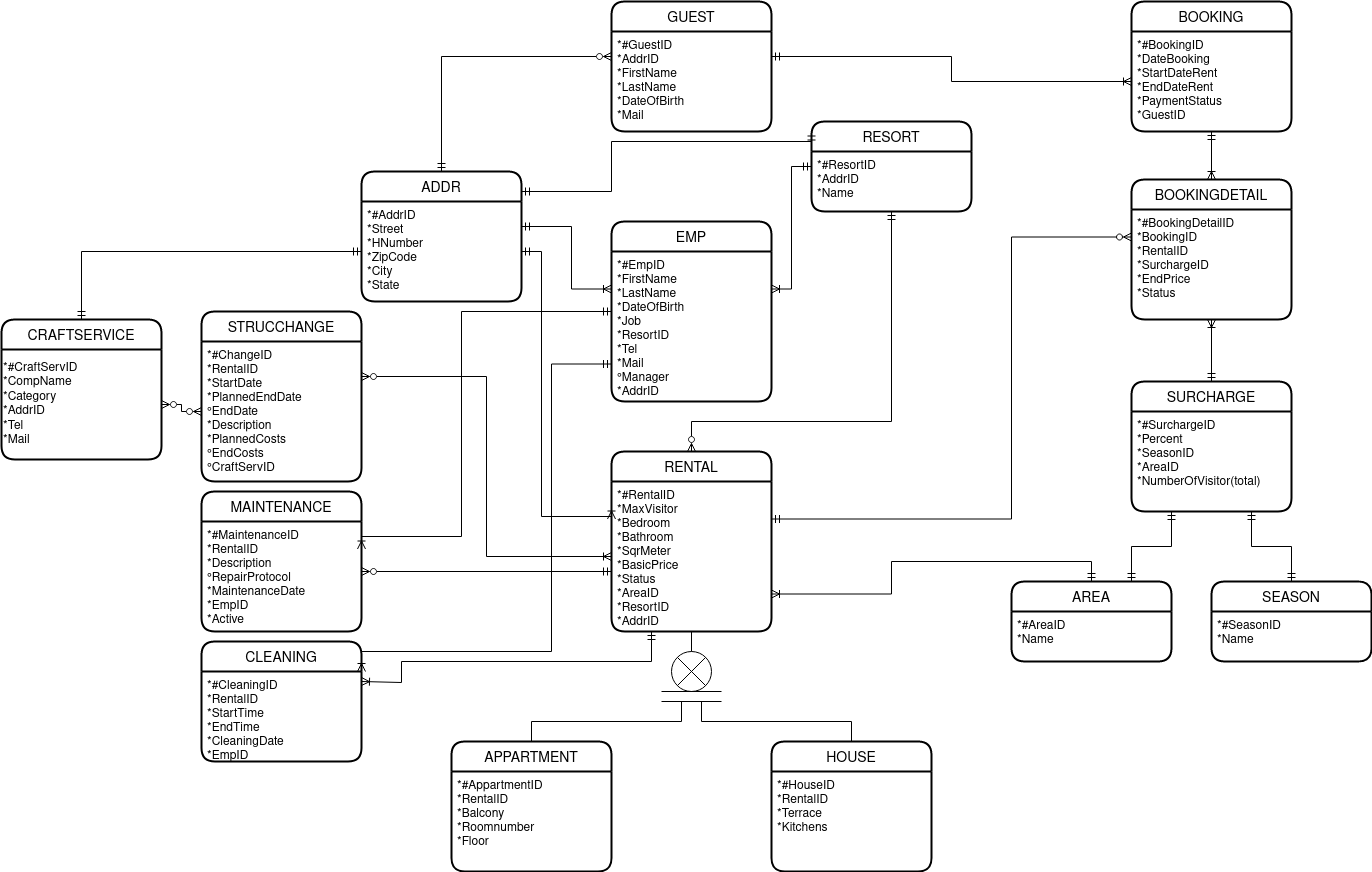 GUEST
*#GuestID
*AddrID
*FirstName
*LastName
*DateOfBirth
*Mail
BOOKING
*#BookingID
*DateBooking
*StartDateRent
*EndDateRent
*PaymentStatus
*GuestID
RESORT
*#ResortID
*AddrID
*Name
ADDR
*#AddrID
*Street
*HNumber
*ZipCode
*City
*State
BOOKINGDETAIL
*#BookingDetailID
*BookingID
*RentalID
*SurchargeID
*EndPrice
*Status
EMP
*#EmpID
*FirstName
*LastName
*DateOfBirth
*Job
*ResortID
*Tel
*Mail
°Manager
*AddrID
CRAFTSERVICE
*#CraftServID
*CompName
*Category
*AddrID
*Tel
*Mail
STRUCCHANGE
*#ChangeID
*RentalID
*StartDate
*PlannedEndDate
°EndDate
*Description
*PlannedCosts
°EndCosts
°CraftServID
SURCHARGE
*#SurchargeID
*Percent
*SeasonID
*AreaID
*NumberOfVisitor(total)
RENTAL
*#RentalID
*MaxVisitor
*Bedroom
*Bathroom
*SqrMeter
*BasicPrice
*Status
*AreaID
*ResortID
*AddrID
MAINTENANCE
*#MaintenanceID
*RentalID
*Description
°RepairProtocol
*MaintenanceDate
*EmpID
*Active
AREA
*#AreaID
*Name
SEASON
*#SeasonID
*Name
CLEANING
*#CleaningID
*RentalID
*StartTime
*EndTime
*CleaningDate
*EmpID
APPARTMENT
*#AppartmentID
*RentalID
*Balcony
*Roomnumber
*Floor
HOUSE
*#HouseID
*RentalID
*Terrace
*Kitchens